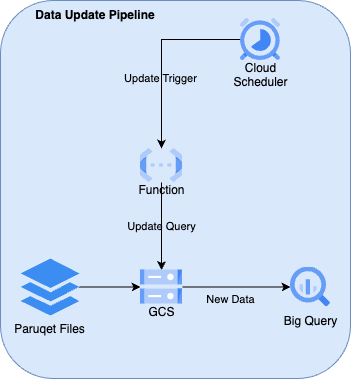 Data Update Pipeline
Cloud
Scheduler
Update Trigger
Function
Update Query
Paruqet Files
GCS
New Data
Big Query